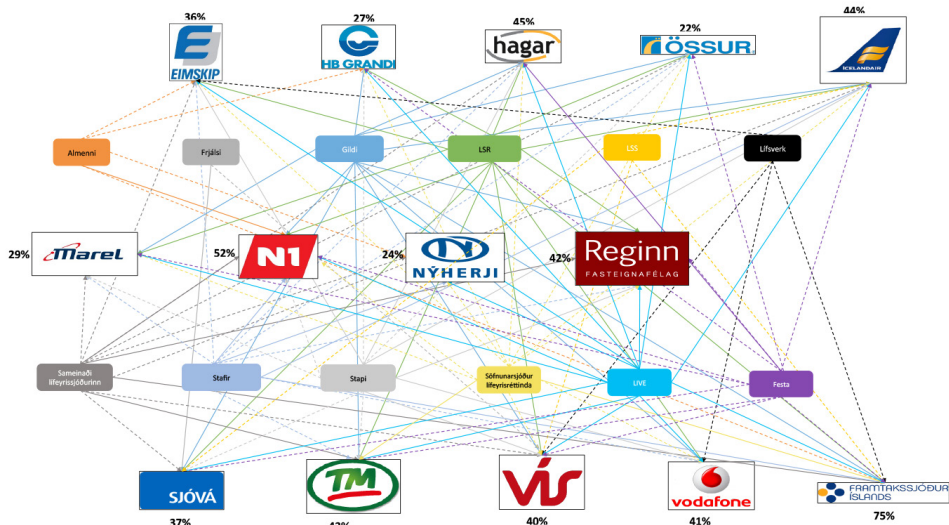 36%
27%
45%
22%
44%
EIMSKIP
HB GRANDI
hagar
ÖSSUR
ICELANDAIR
Almenni
Frjálsi
Gildi
LSR
LSS
Lífsverk
29%
Marel
52%
N1
24%
NÝHERJI
42%
Reginn
FASTEIGNAFÉLAG
Sameinaði
lífeyrissjóðurinn
Stafir
Stapi
Söfnunarsjóður
lífeyrisréttinda
LIVE
Festa
SJÓVÁ
TM
VÍS
vodafone
FRAMTAKSSJÓÐUR
ÍSLANDS
37%
40%
41%
75%